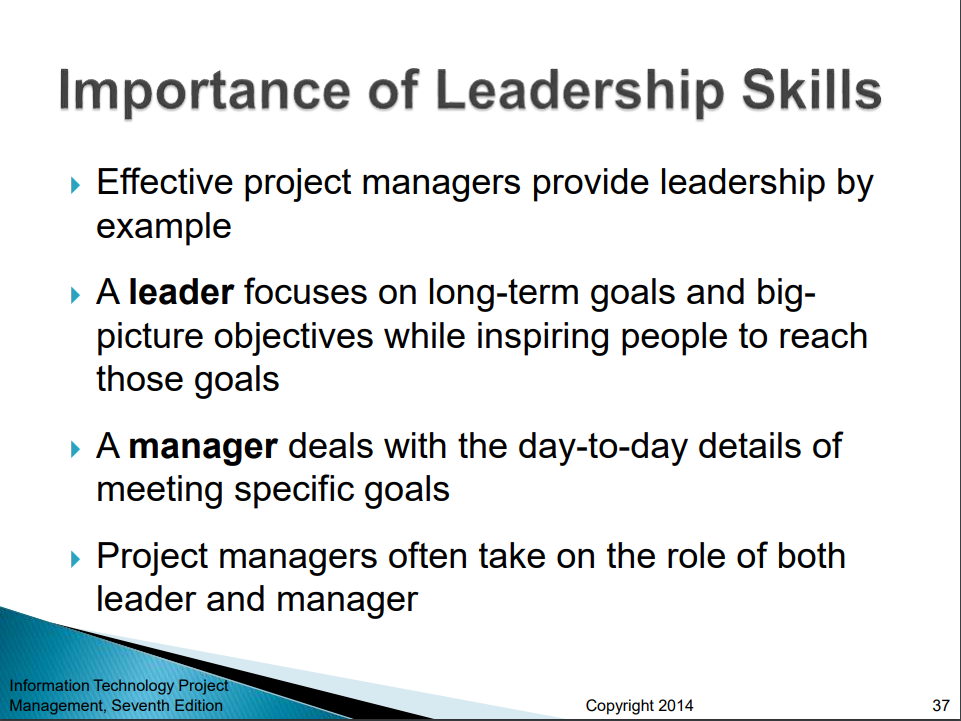 Importance of Leadership Skills
Effective project managers provide leadership by
example
A leader focuses on long-term goals and big-
picture objectives while inspiring people to reach
those goals
A manager deals with the day-to-day details of
meeting specific goals
Project managers often take on the role of both
leader and manager
Information Technology Project
Management, Seventh Edition
Copyright 2014
37